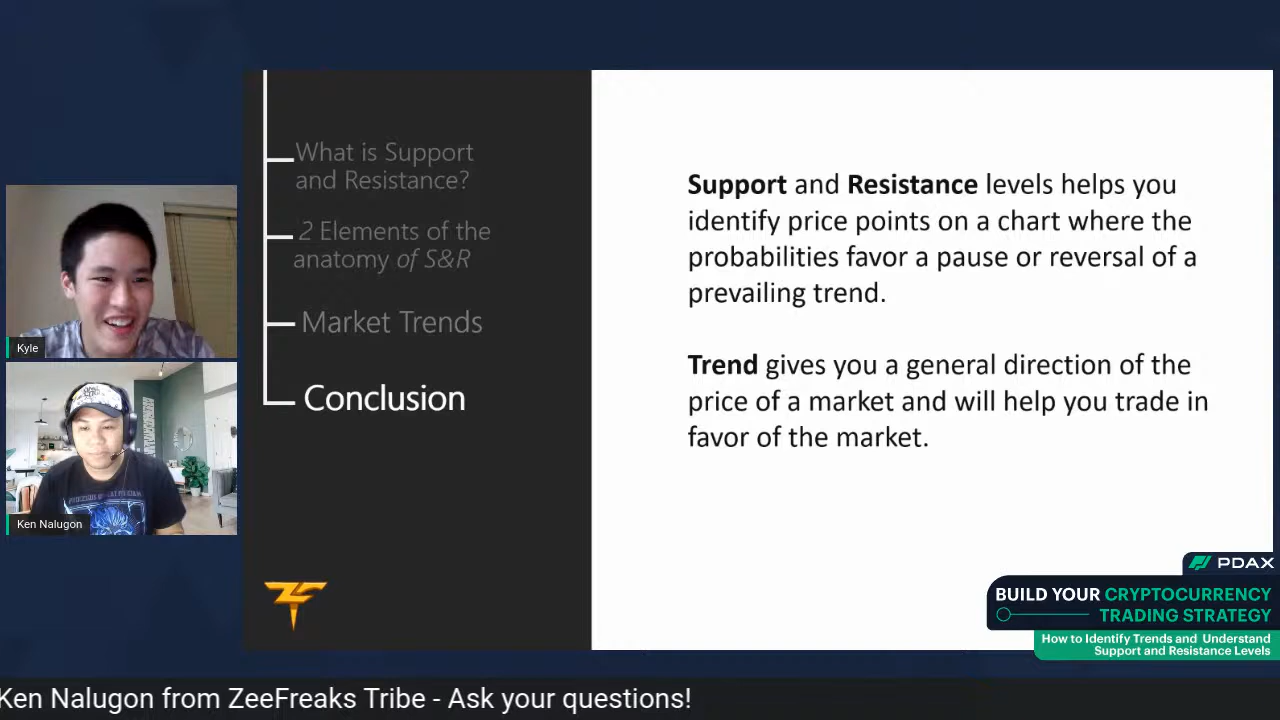 What is Support
and Resistance?
2 Elements of the
anatomy of S&R
Market Trends
Conclusion
Support and Resistance levels helps you
identify price points on a chart where the
probabilities favor a pause or reversal of a
prevailing trend.
Trend gives you a general direction of the
price of a market and will help you trade in
favor of the market.
Kyle
Ken Nalugon
PDAX
BUILD YOUR CRYPTOCURRENCY
TRADING STRATEGY
How to Identify Trends and Understand
Support and Resistance Levels
Ken Nalugon from ZeeFreaks Tribe - Ask your questions!